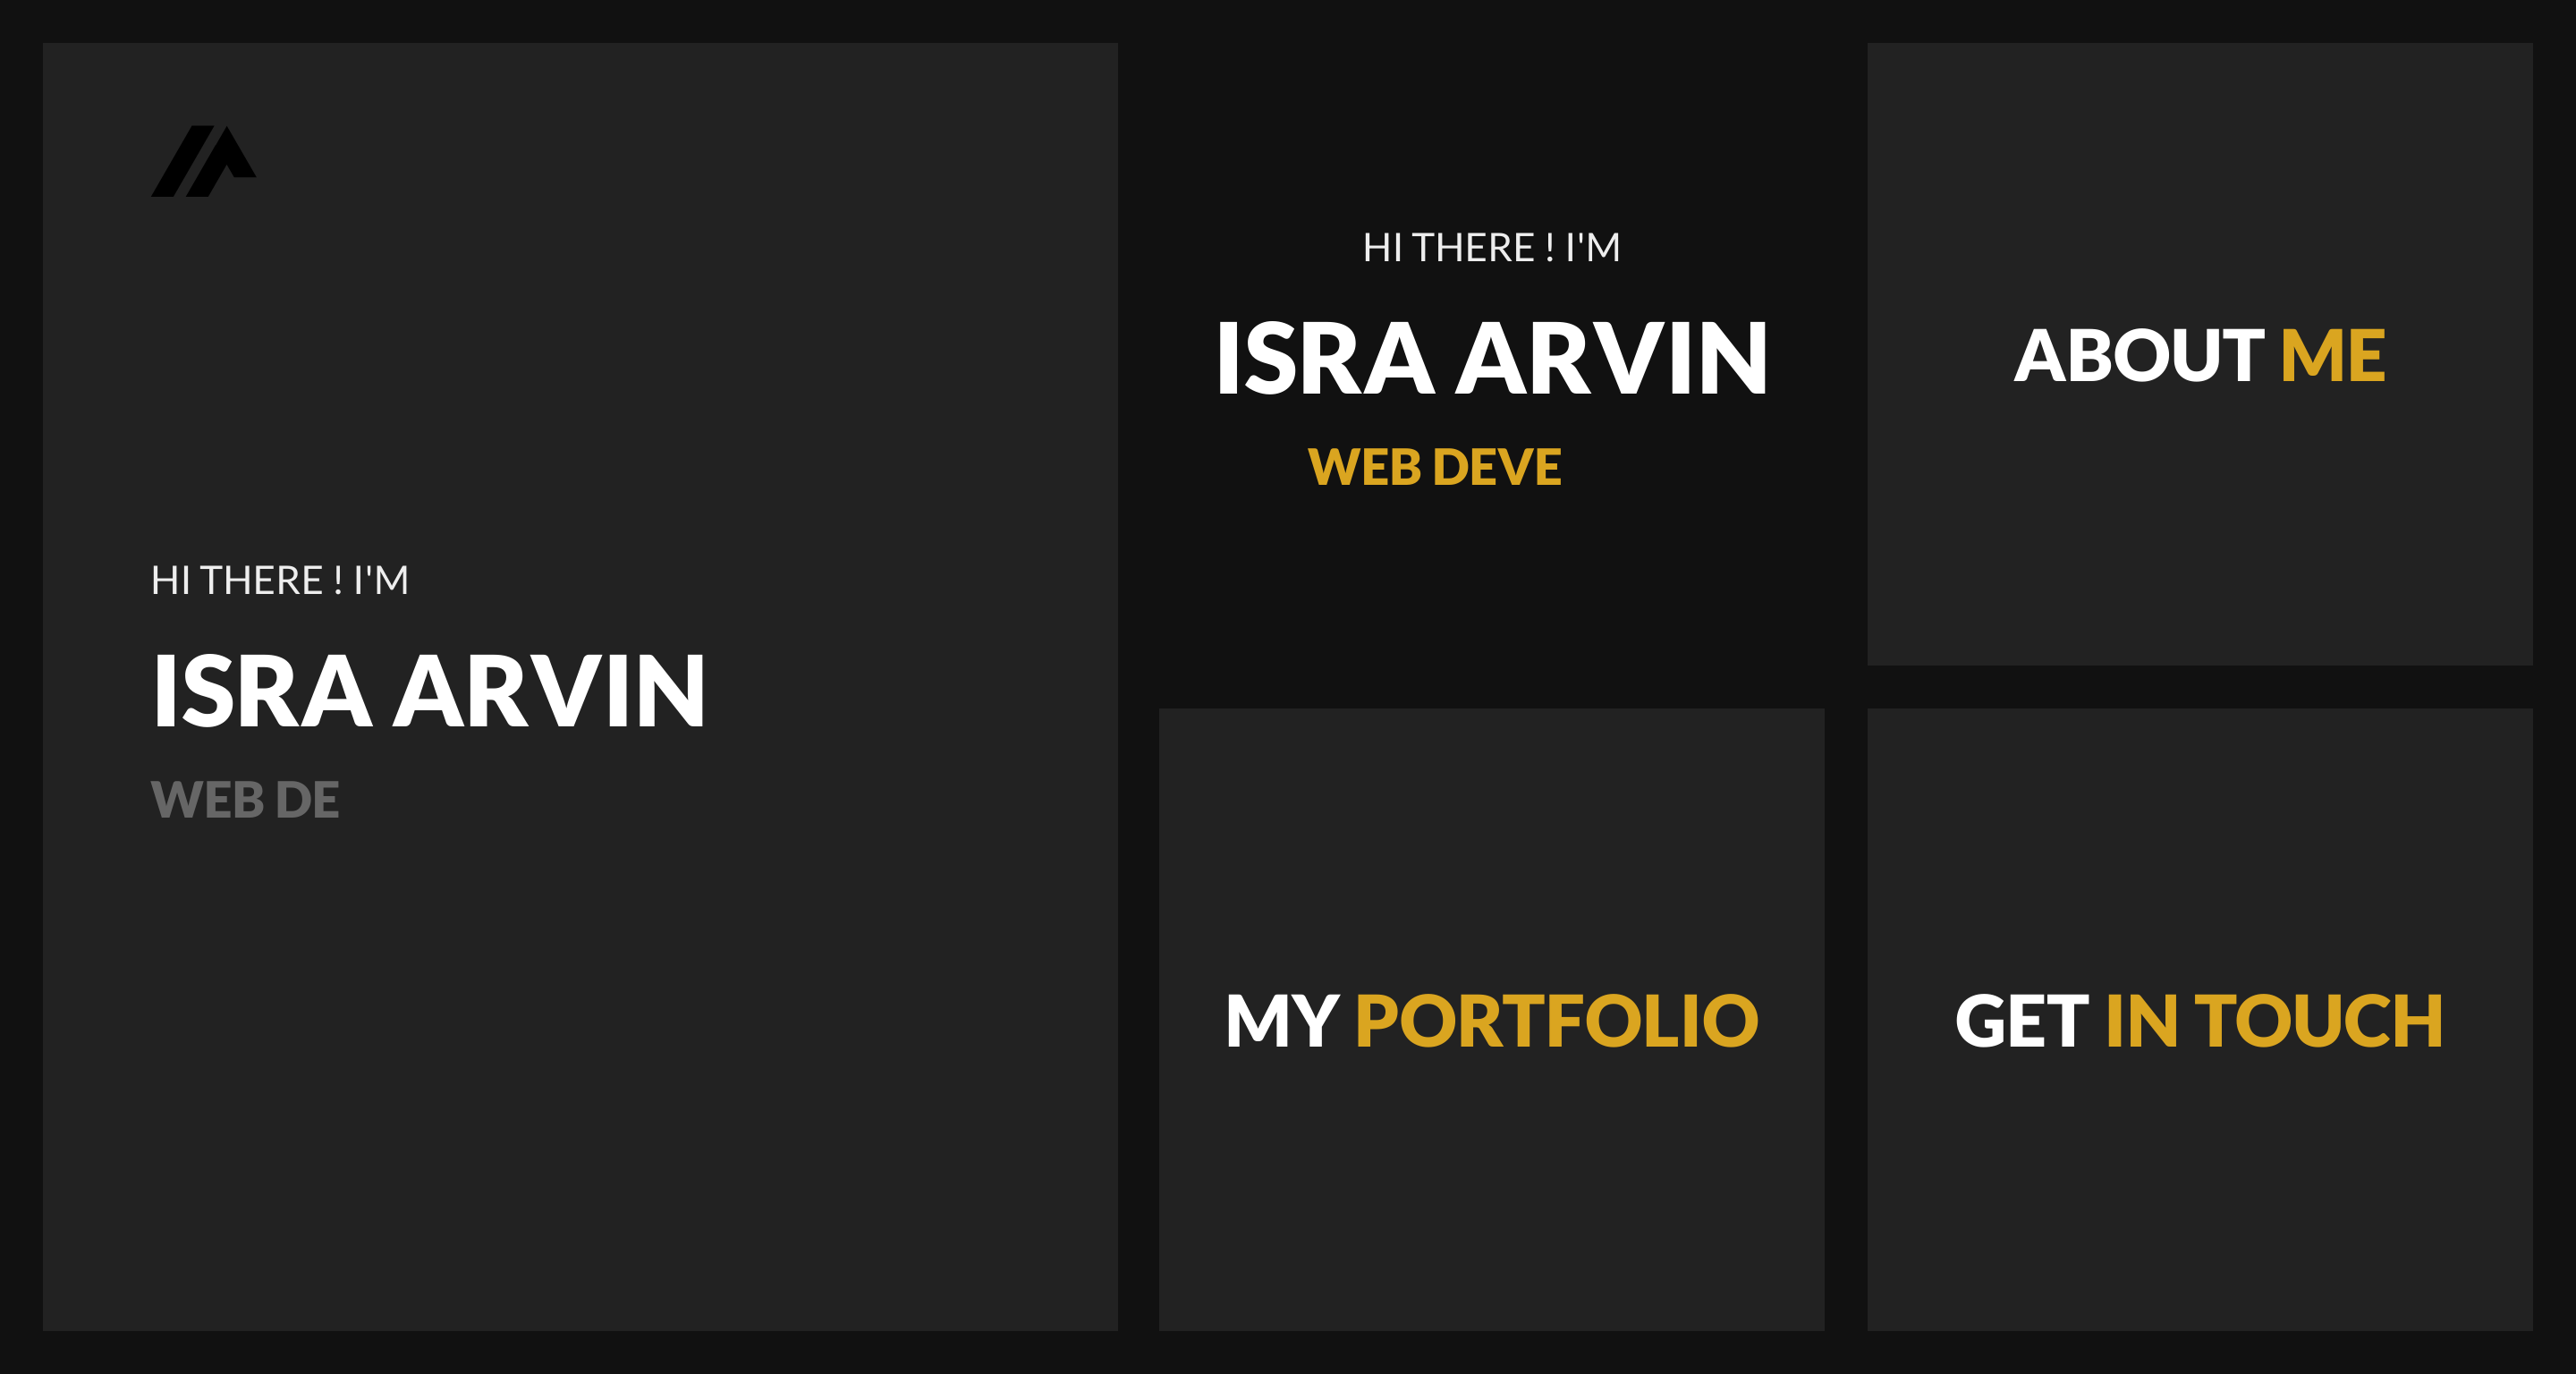 HI THERE ! I'M
ISRA ARVIN
WEB DE
HI THERE ! I'M
ISRA ARVIN
WEB DEVE
ABOUT ME
MY PORTFOLIO
GET IN TOUCH